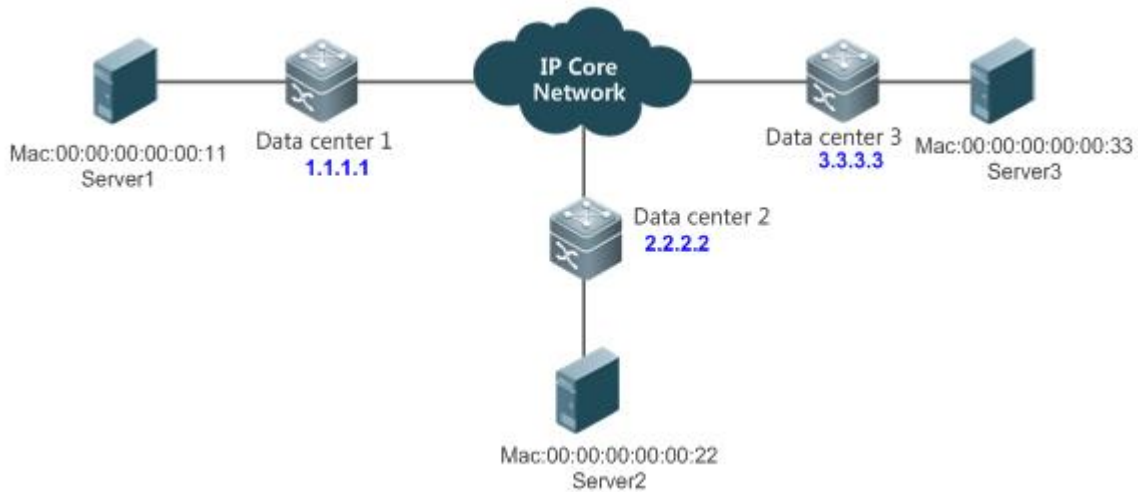 IP Core
Network
Mac:00:00:00:00:00:11
Server1
Data center 1
1.1.1.1
Data center 3
3.3.3.3
Mac:00:00:00:00:00:33
Server3
Data center 2
2.2.2.2
Mac:00:00:00:00:00:22
Server2